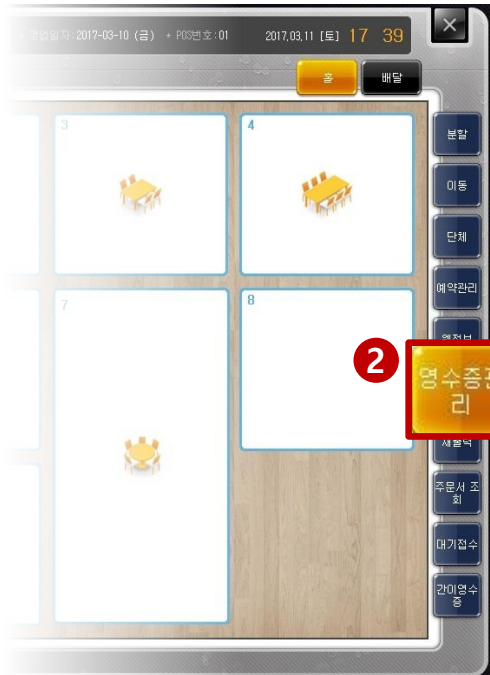 영업일자:2017-03-10 (금) + POS번호:01 2017.03.11 [토] 17 39
홀 배달
3 4
분할
이동
단체
예약관리
7 8
2
영수증관
리
재출력
주문서 조
회
대기접수
간이영수
증